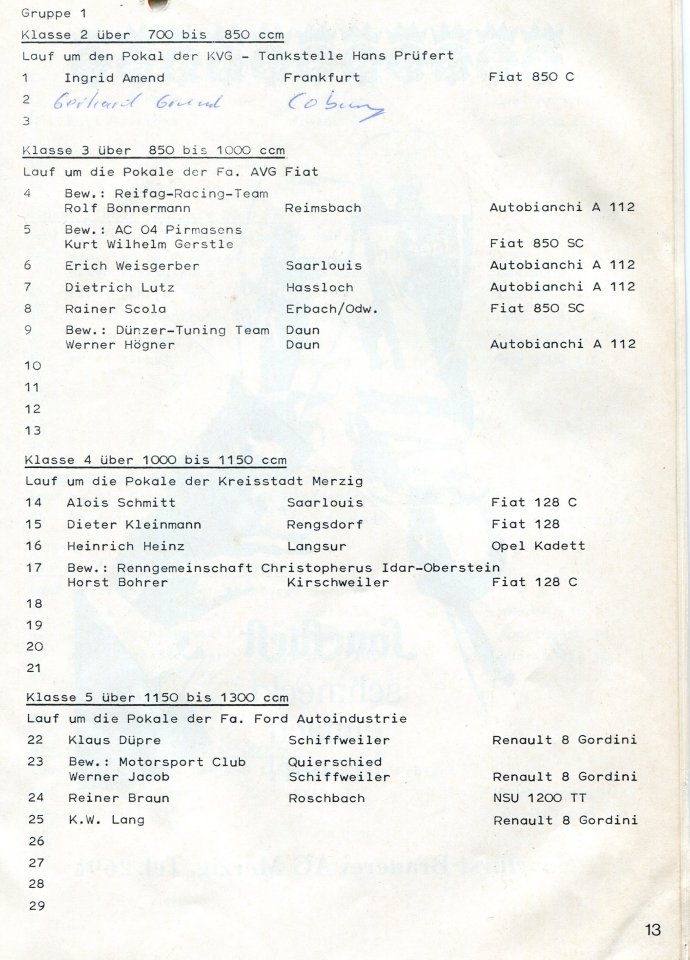 Gruppe 1
Klasse 2 über 700 bis 850 ccm
Lauf um den Pokal der KVG - Tankstelle Hans Prüfert
1 Ingrid Amend Frankfurt Fiat 850 C
2 Gerhard Coburg
3
Klasse 3 über 850 bis 1000 ccm
Lauf um die Pokale der Fa. AVG Fiat
4 Bew.: Reifag-Racing-Team
Rolf Bonnermann Reimsbach Autobianchi A 112
5 Bew.: AC 04 Pirmasens
Kurt Wilhelm Gerstle Fiat 850 SC
6 Erich Weisgerber Saarlouis Autobianchi A 112
7 Dietrich Lutz Hassloch Autobianchi A 112
8 Rainer Scola Erbach/Odw. Fiat 850 SC
9 Bew.: Dünzer-Tuning Team Daun
Werner Högner Daun Autobianchi A 112
10
11
12
13
Klasse 4 über 1000 bis 1150 ccm
Lauf um die Pokale der Kreisstadt Merzig
14 Alois Schmitt Saarlouis Fiat 128 C
15 Dieter Kleinmann Rengsdorf Fiat 128
16 Heinrich Heinz Langsur Opel Kadett
17 Bew.: Renngemeinschaft Christopherus Idar-Oberstein
Horst Bohrer Kirschweiler Fiat 128 C
18
19
20
21
Klasse 5 über 1150 bis 1300 ccm
Lauf um die Pokale der Fa. Ford Autoindustrie
22 Klaus Düpre Schiffweiler Renault 8 Gordini
23 Bew.: Motorsport Club Quierschied
Werner Jacob Schiffweiler Renault 8 Gordini
24 Reiner Braun Roschbach NSU 1200 TT
25 K.W. Lang Renault 8 Gordini
26
27
28
29
13